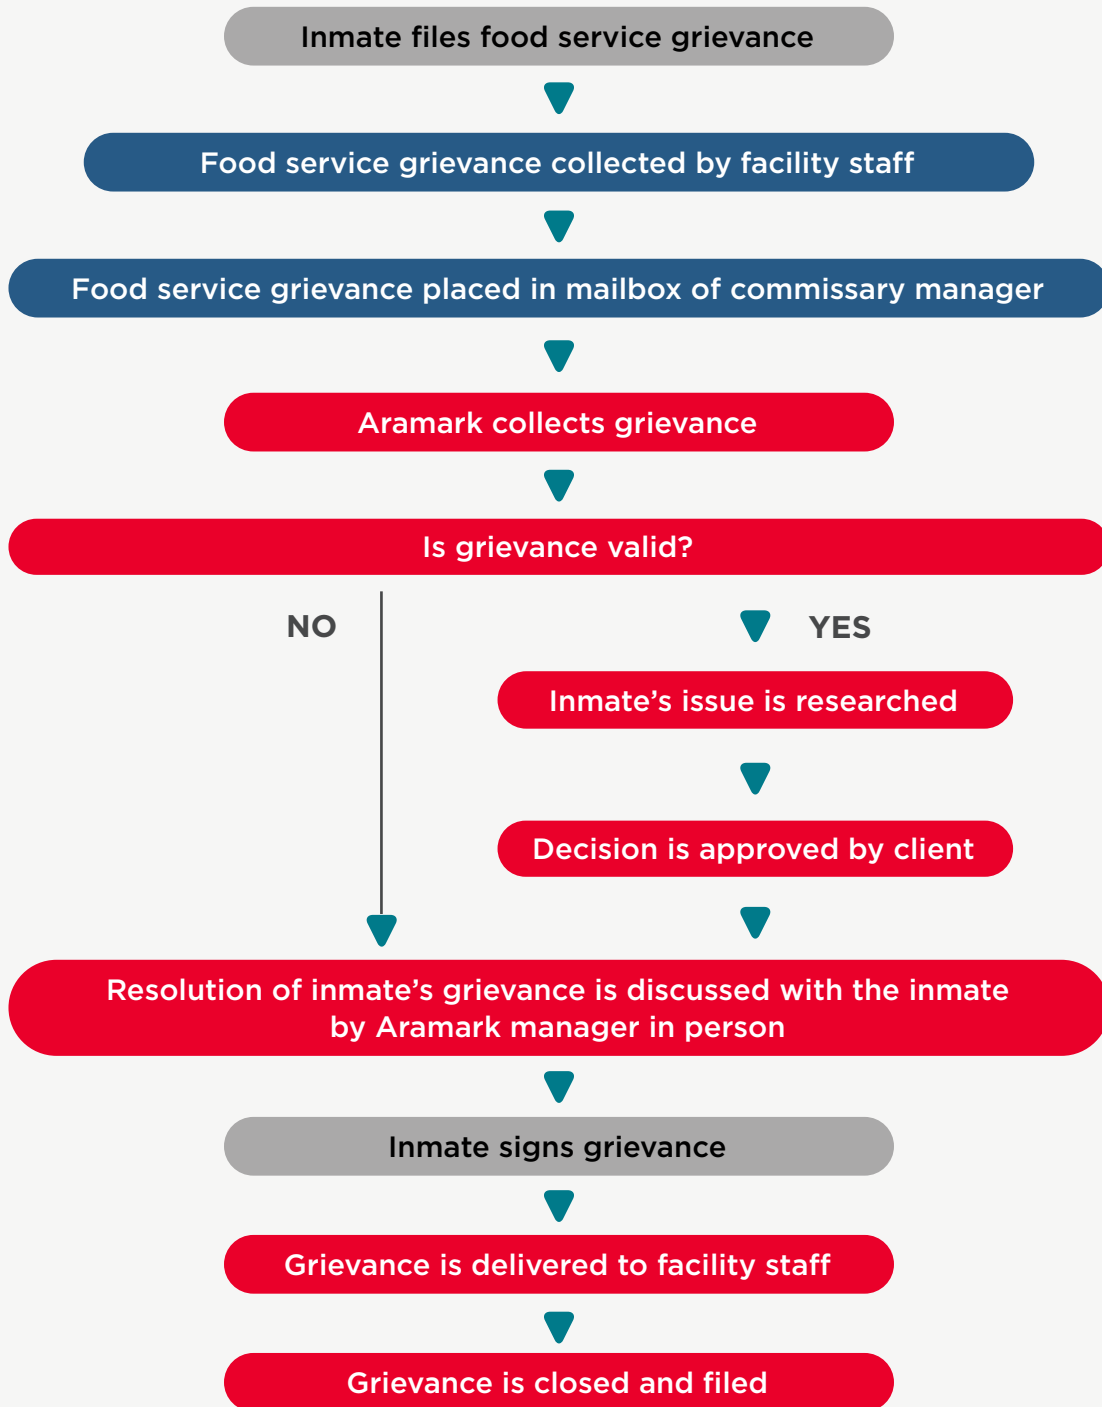 Inmate files food service grievance
Food service grievance collected by facility staff
Food service grievance placed in mailbox of commissary manager
Aramark collects grievance
Is grievance valid?
NO
YES
Inmate’s issue is researched
Decision is approved by client
Resolution of inmate’s grievance is discussed with the inmate
by Aramark manager in person
Inmate signs grievance
Grievance is delivered to facility staff
Grievance is closed and filed